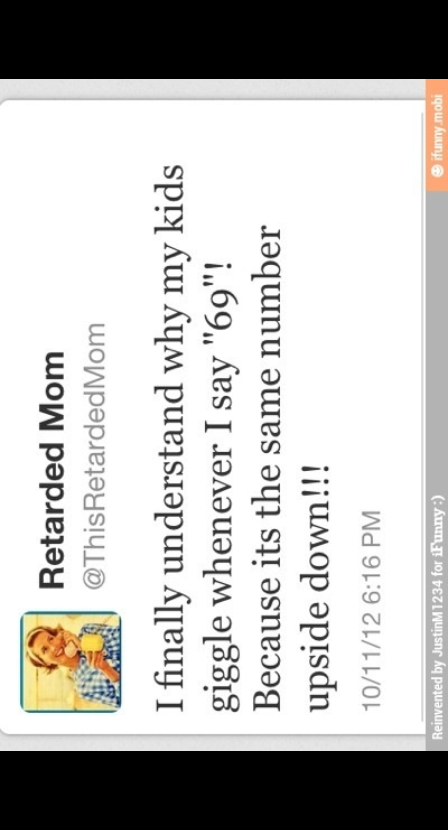 Retarded Mom
@ThisRetardedMom
I finally understand why my kids
giggle whenever I say "69"!
Because its the same number
upside down!!!
10/11/12 6:16 PM
Reinvented by JustinM1234 for iFunny :)
ifunny.mobi